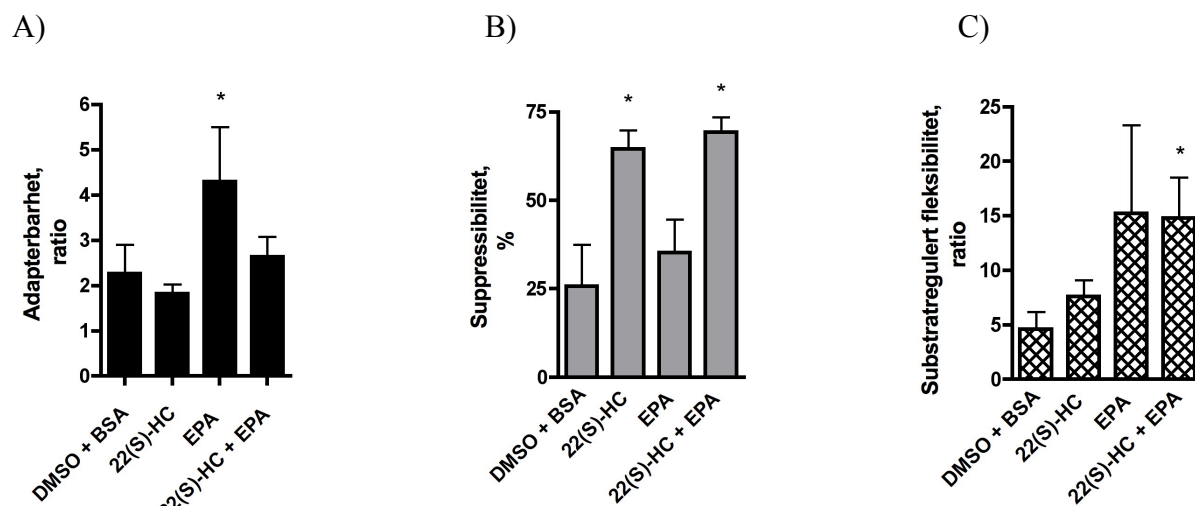 A)
B)
C)
Adapterbarhet,
ratio
6
5
4
3
2
1
0
*
DMSO + BSA
22(S)-HC
EPA
22(S)-HC + EPA
Suppressibilitet,
%
75
50
25
0
*
*
DMSO + BSA
22(S)-HC
EPA
22(S)-HC + EPA
Substratregulert fleksibilitet,
ratio
25
20
15
10
5
0
*
DMSO + BSA
22(S)-HC
EPA
22(S)-HC + EPA